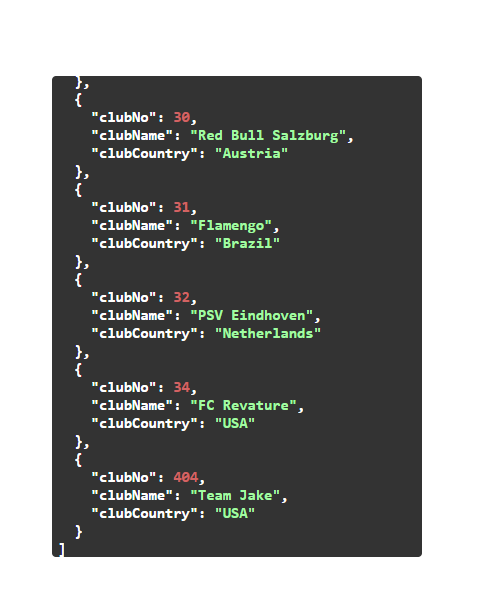 },
{
"clubNo": 30,
"clubName": "Red Bull Salzburg",
"clubCountry": "Austria"
},
{
"clubNo": 31,
"clubName": "Flamengo",
"clubCountry": "Brazil"
},
{
"clubNo": 32,
"clubName": "PSV Eindhoven",
"clubCountry": "Netherlands"
},
{
"clubNo": 34,
"clubName": "FC Revature",
"clubCountry": "USA"
},
{
"clubNo": 404,
"clubName": "Team Jake",
"clubCountry": "USA"
}
]